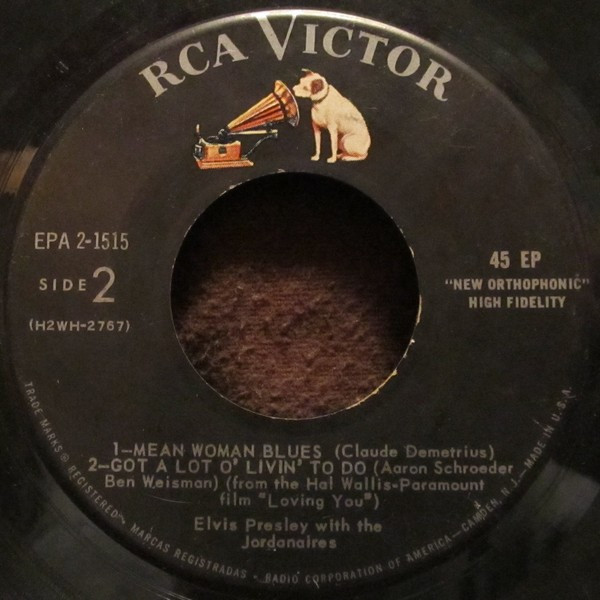 RCA VICTOR
EPA 2-1515
SIDE 2
(H2WH-2767)
45 EP
"NEW ORTHOPHONIC"
HIGH FIDELITY
1—MEAN WOMAN BLUES (Claude Demetrius)
2—GOT A LOT O' LIVIN' TO DO (Aaron Schroeder
Ben Weisman) (from the Hal Wallis-Paramount
film "Loving You")
Elvis Presley with the
Jordanaires
TRADE MARKS ® REGISTERED • MARCAS REGISTRADAS • RADIO CORPORATION OF AMERICA—CAMDEN, N.J.—MADE IN U.S.A.